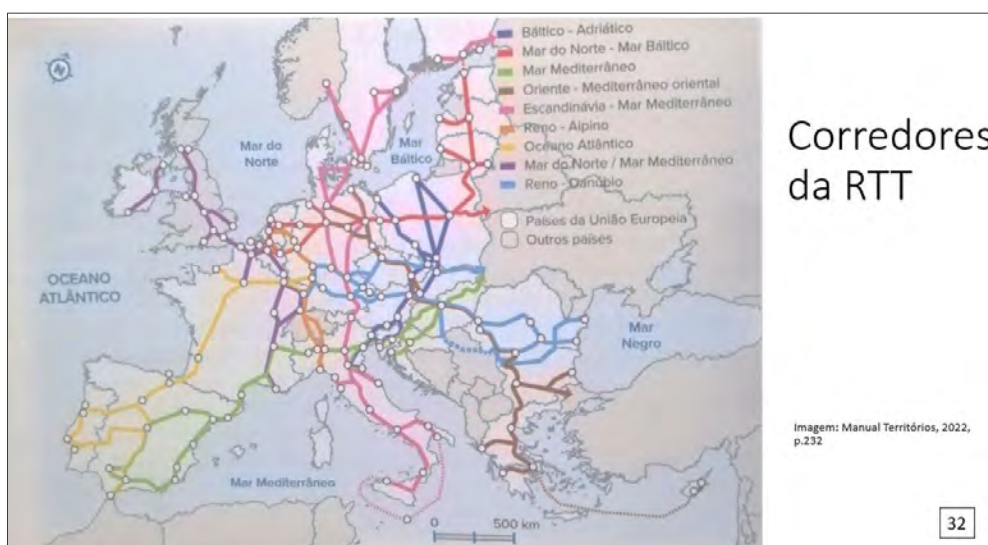 Báltico - Adriático
Mar do Norte - Mar Báltico
Mar Mediterrâneo
Oriente - Mediterrâneo oriental
Escandinávia - Mar Mediterrâneo
Reno - Alpino
Oceano Atlântico
Mar do Norte / Mar Mediterrâneo
Reno - Danúbio
Países da União Europeia
Outros países
N
Mar do
Norte
Mar
Báltico
OCEANO
ATLÂNTICO
Mar
Negro
Mar Mediterrâneo
0 500 km
Corredores
da RTT
Imagem: Manual Territórios, 2022,
p.232
32